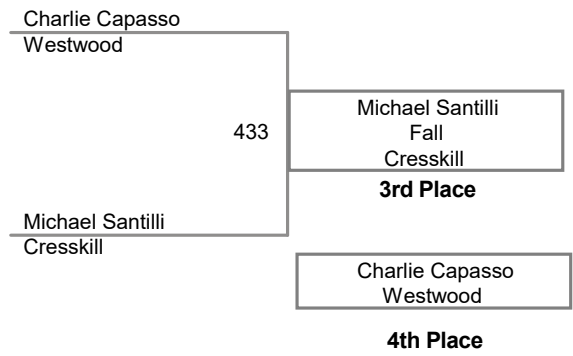 Charlie Capasso
Westwood
433
Michael Santilli
Fall
Cresskill
3rd Place
Michael Santilli
Cresskill
Charlie Capasso
Westwood
4th Place